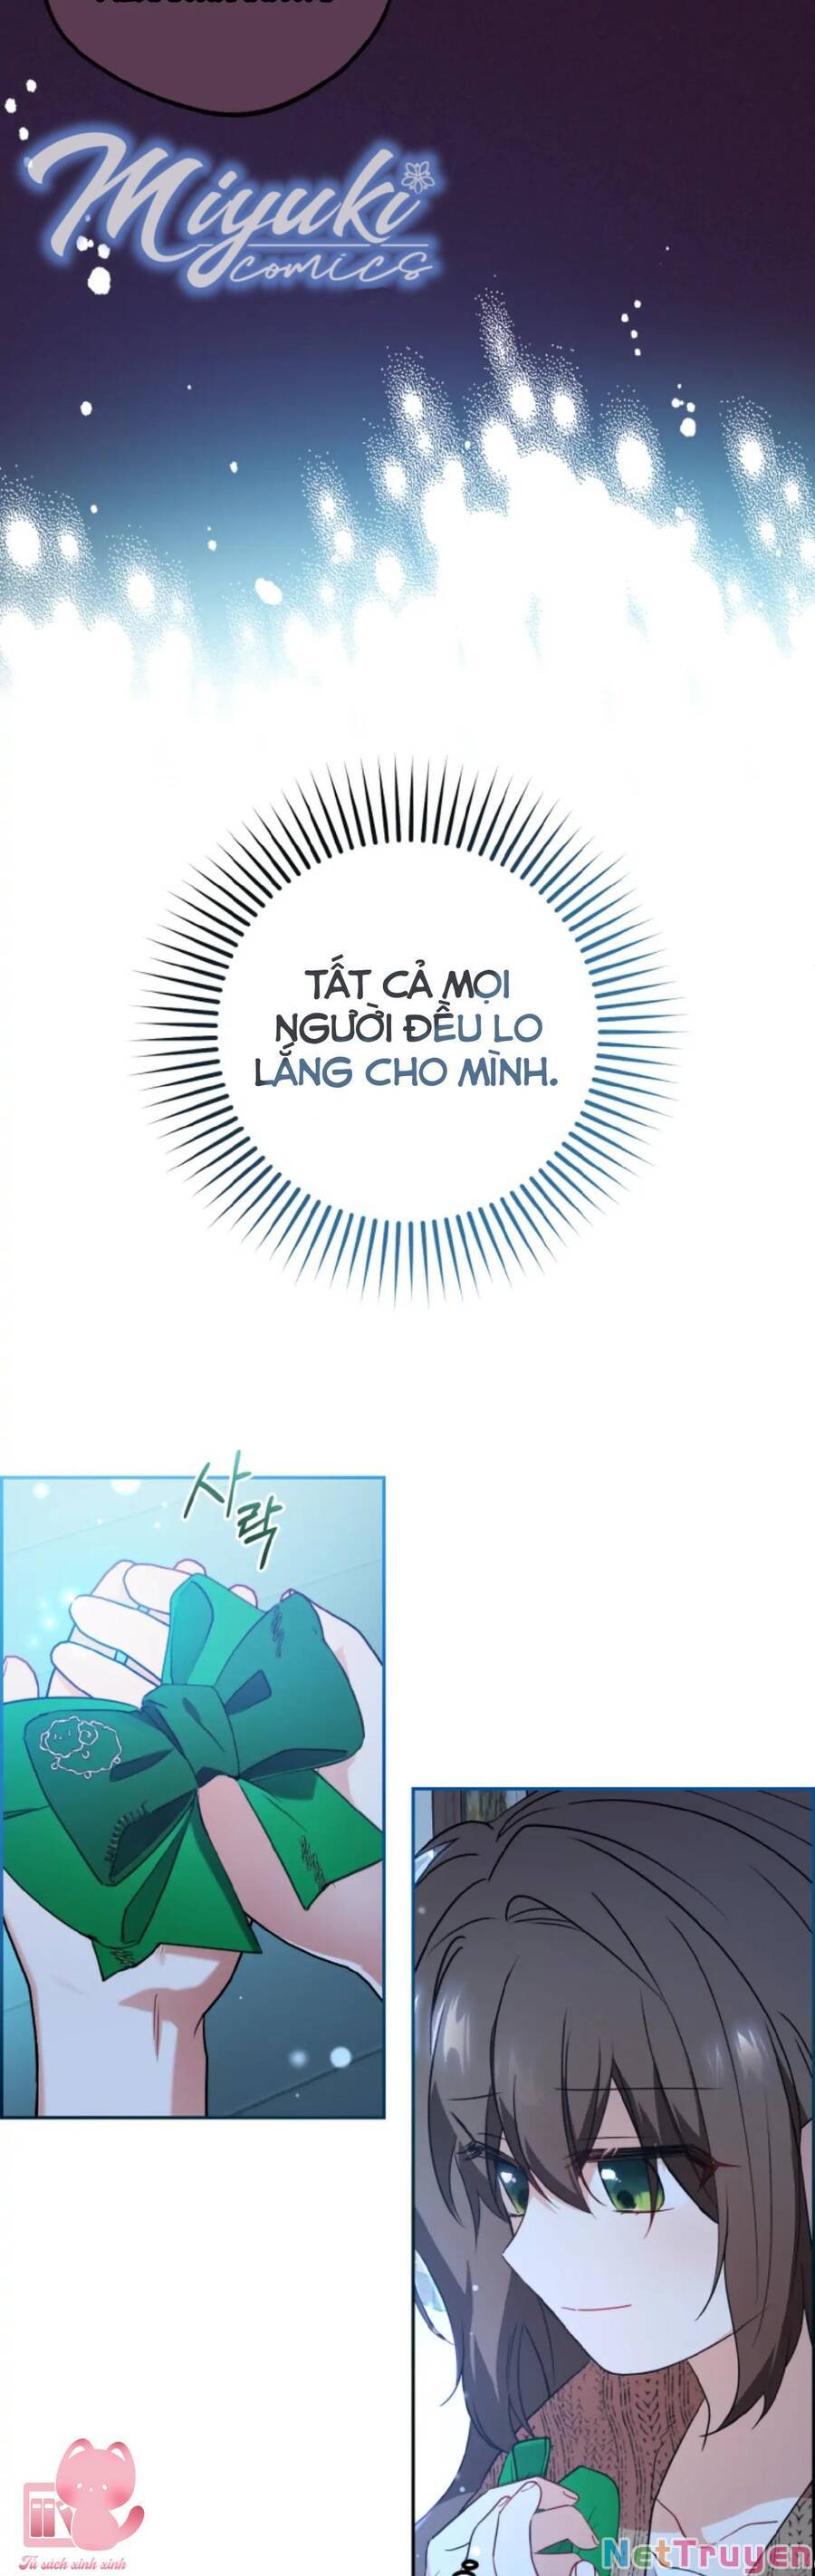 Miyuki
comics
TẤT CẢ MỌI
NGƯỜI ĐỀU LO
LẮNG CHO MÌNH.
사
락
Tủ sách xinh xinh
NetTruyen